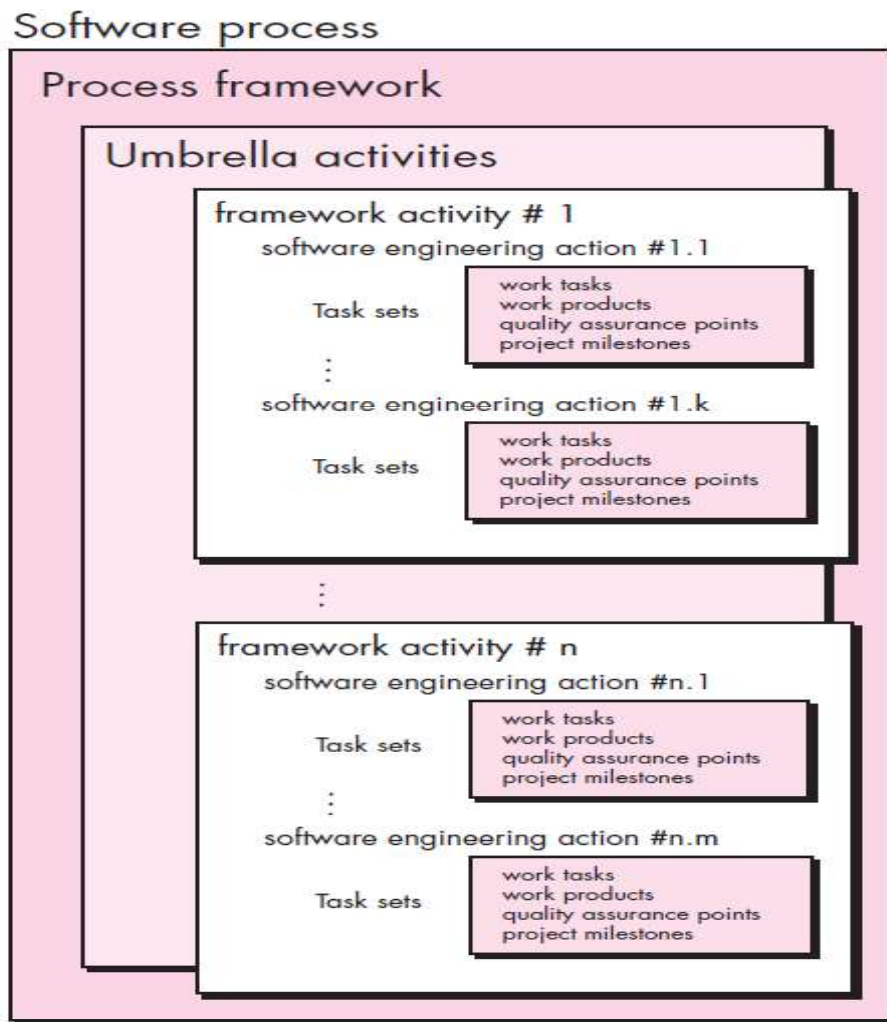 Software process
Process framework
Umbrella activities
framework activity # 1
software engineering action #1.1
Task sets
work tasks
work products
quality assurance points
project milestones
software engineering action #1.k
Task sets
work tasks
work products
quality assurance points
project milestones
framework activity # n
software engineering action #n.1
Task sets
work tasks
work products
quality assurance points
project milestones
software engineering action #n.m
Task sets
work tasks
work products
quality assurance points
project milestones